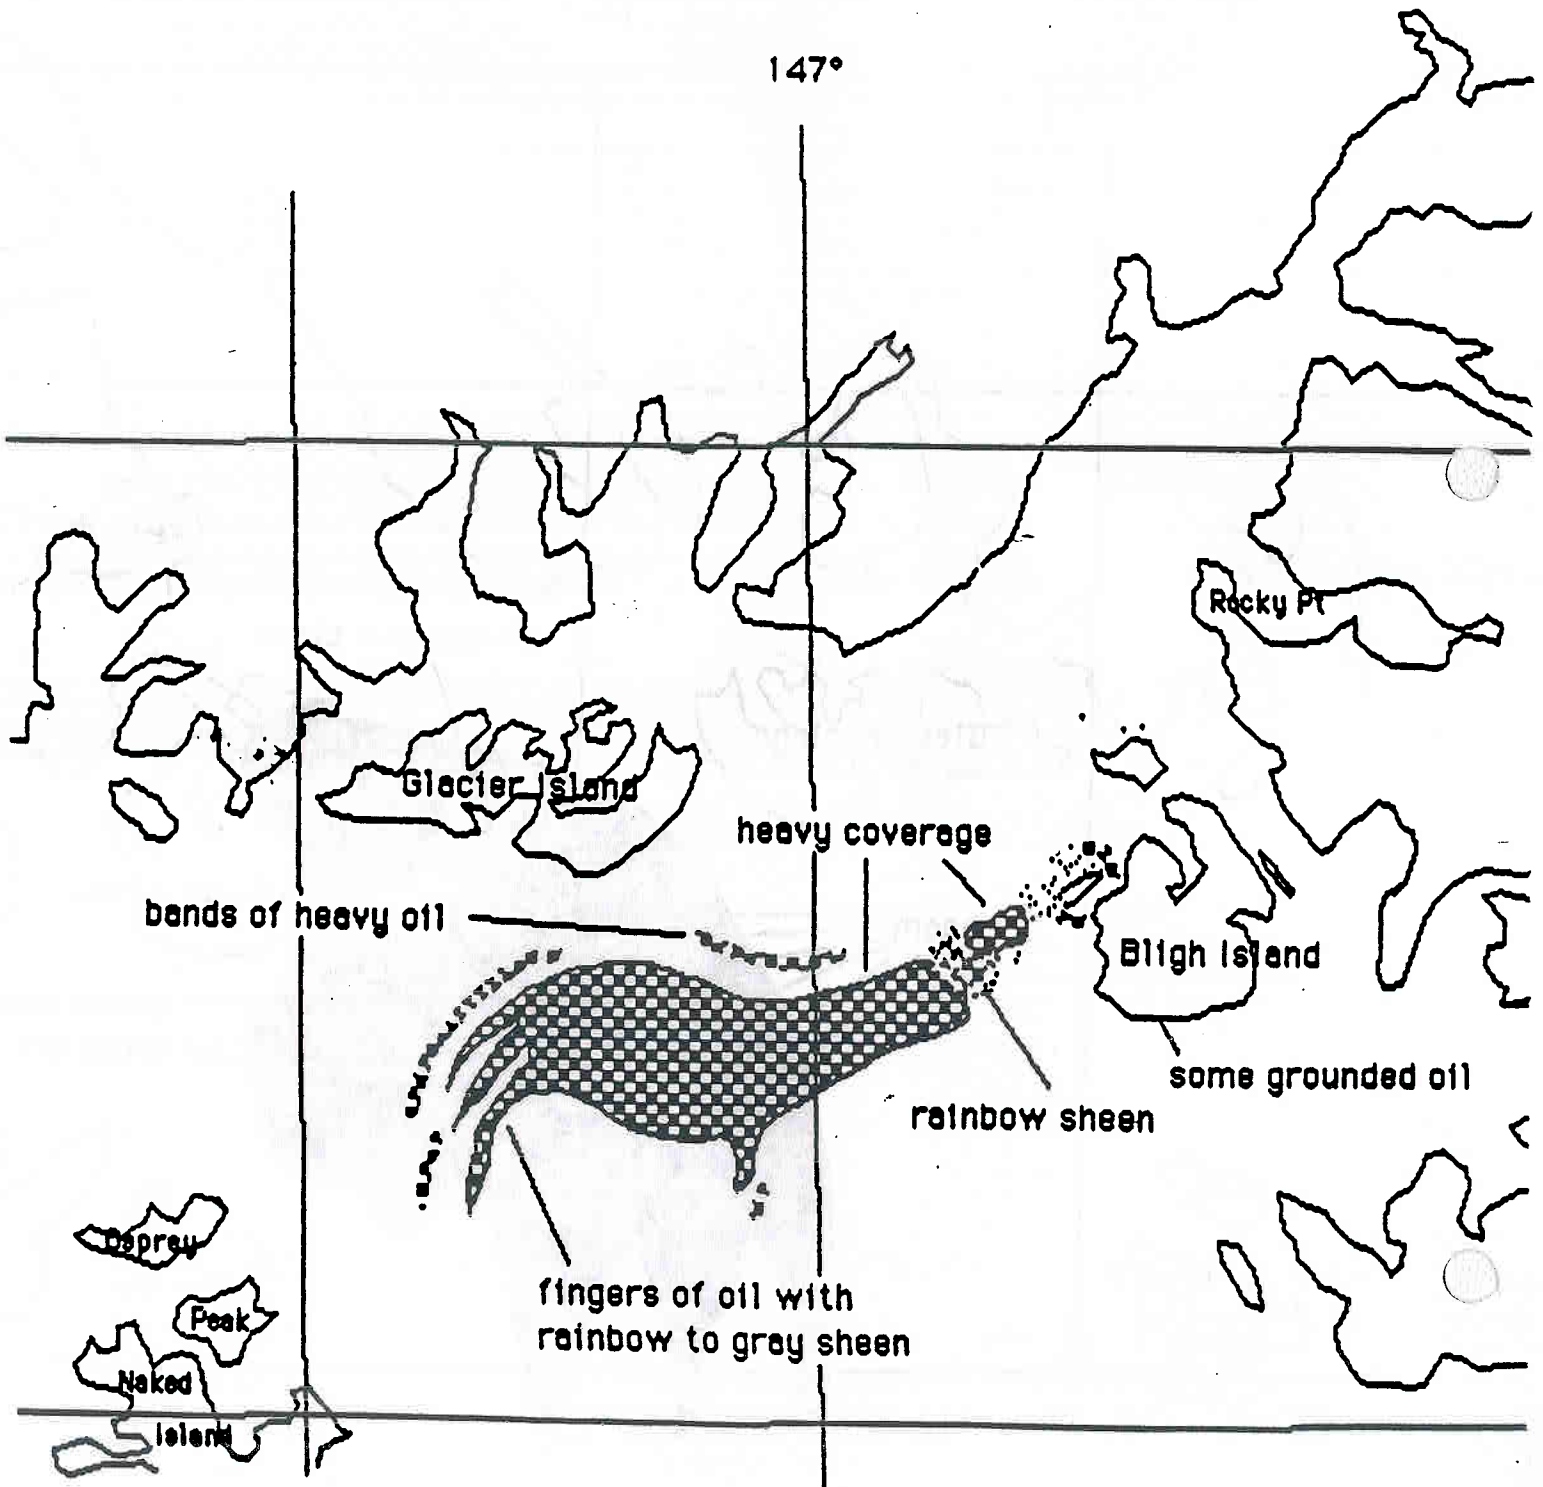 147°
Rocky Pt
Glacier Island
heavy coverage
bands of heavy oil
Bligh Island
some grounded oil
rainbow sheen
Osprey
fingers of oil with
rainbow to gray sheen
Peak
Naked
Island